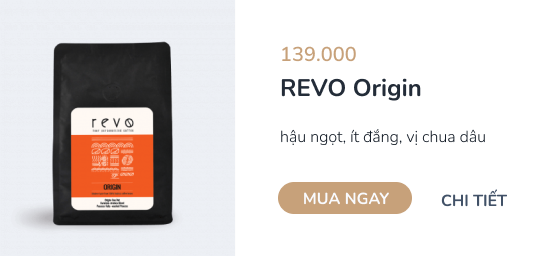 139.000
REVO Origin
hậu ngọt, ít đắng, vị chua dâu
MUA NGAY
CHI TIẾT
revo
ORIGIN